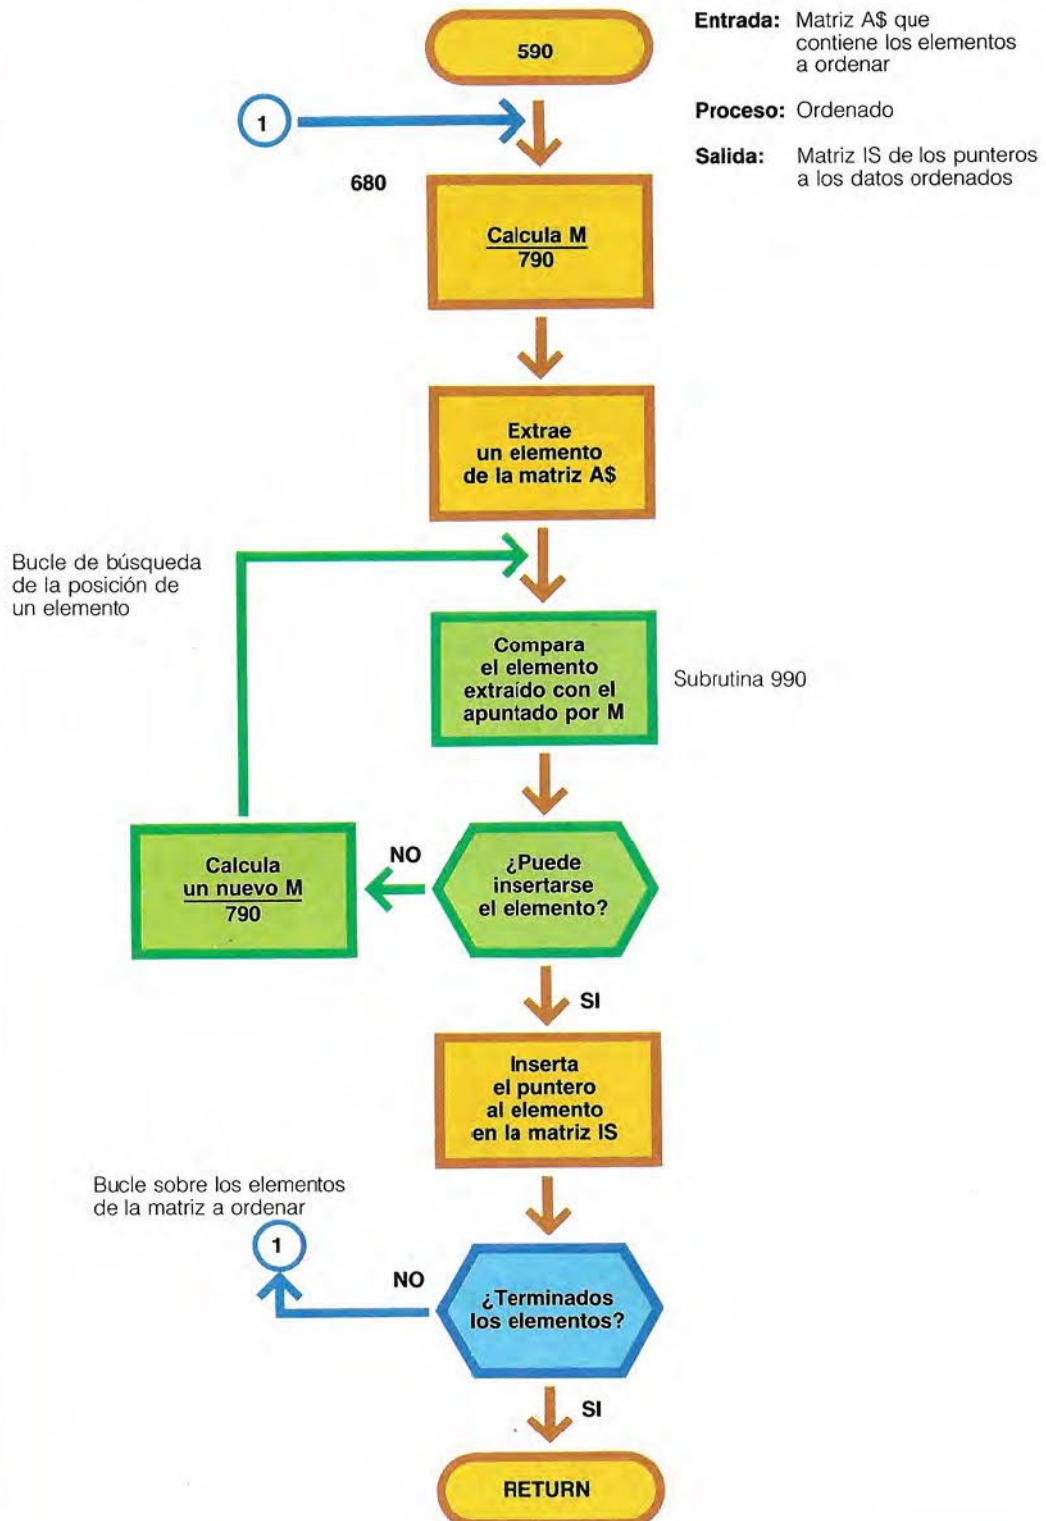 590
Entrada: Matriz A$ que
contiene los elementos
a ordenar
Proceso: Ordenado
Salida: Matriz IS de los punteros
a los datos ordenados
1
680
Calcula M
790
Extrae
un elemento
de la matriz A$
Bucle de búsqueda
de la posición de
un elemento
Compara
el elemento
extraído con el
apuntado por M
Subrutina 990
Calcula
un nuevo M
790
NO
¿Puede
insertarse
el elemento?
SI
Inserta
el puntero
al elemento
en la matriz IS
Bucle sobre los elementos
de la matriz a ordenar
1
NO
¿Terminados
los elementos?
SI
RETURN